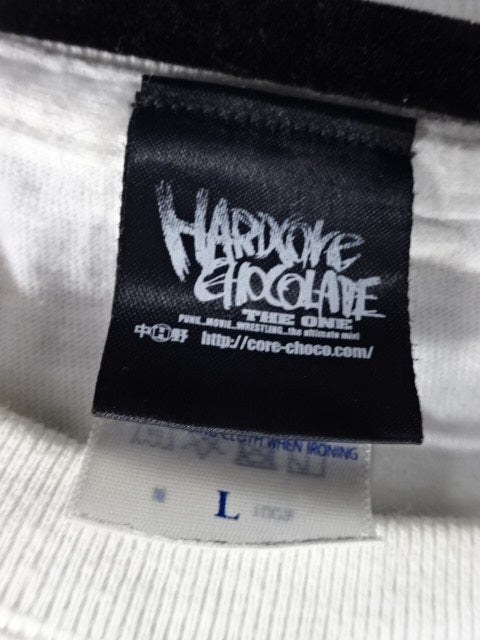 HARDCORE
CHOCOLATE
THE ONE
PUNK...MOVIE...WRESTLING...the ultimate mix!
中H野 http://core-choco.com/
CLOTH WHEN IRONING
L